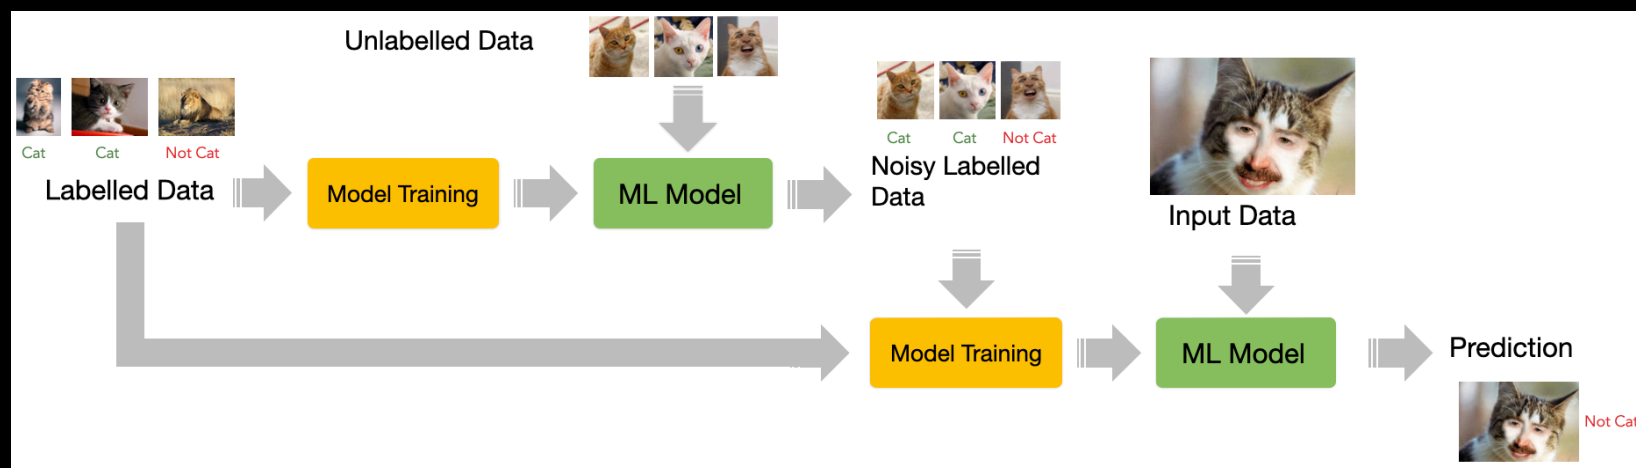 Unlabelled Data
Cat
Cat
Not Cat
Labelled Data
Model Training
ML Model
Cat
Cat
Not Cat
Noisy Labelled
Data
Input Data
Model Training
ML Model
Prediction
Not Cat